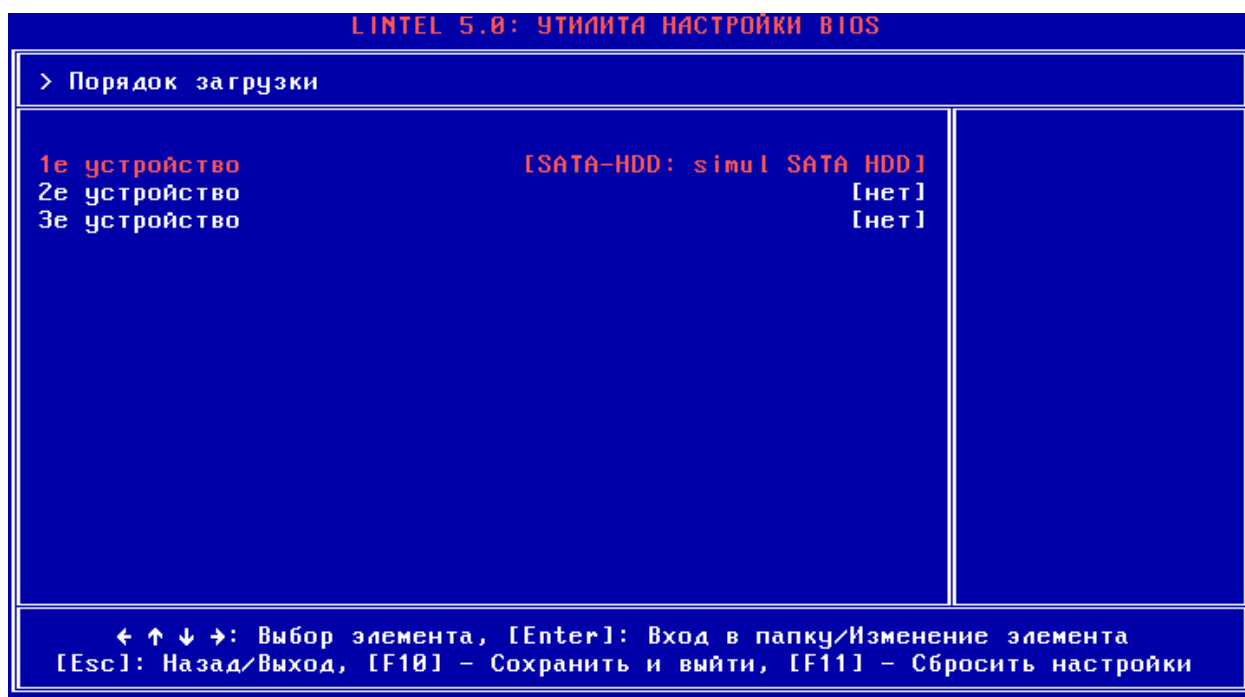 LINTEL 5.0: УТИЛИТА НАСТРОЙКИ BIOS
> Порядок загрузки
1е устройство [SATA-HDD: simul SATA HDD]
2е устройство [нет]
3е устройство [нет]
← ↑ ↓ →: Выбор элемента, [Enter]: Вход в папку/Изменение элемента
[Esc]: Назад/Выход, [F10] - Сохранить и выйти, [F11] - Сбросить настройки